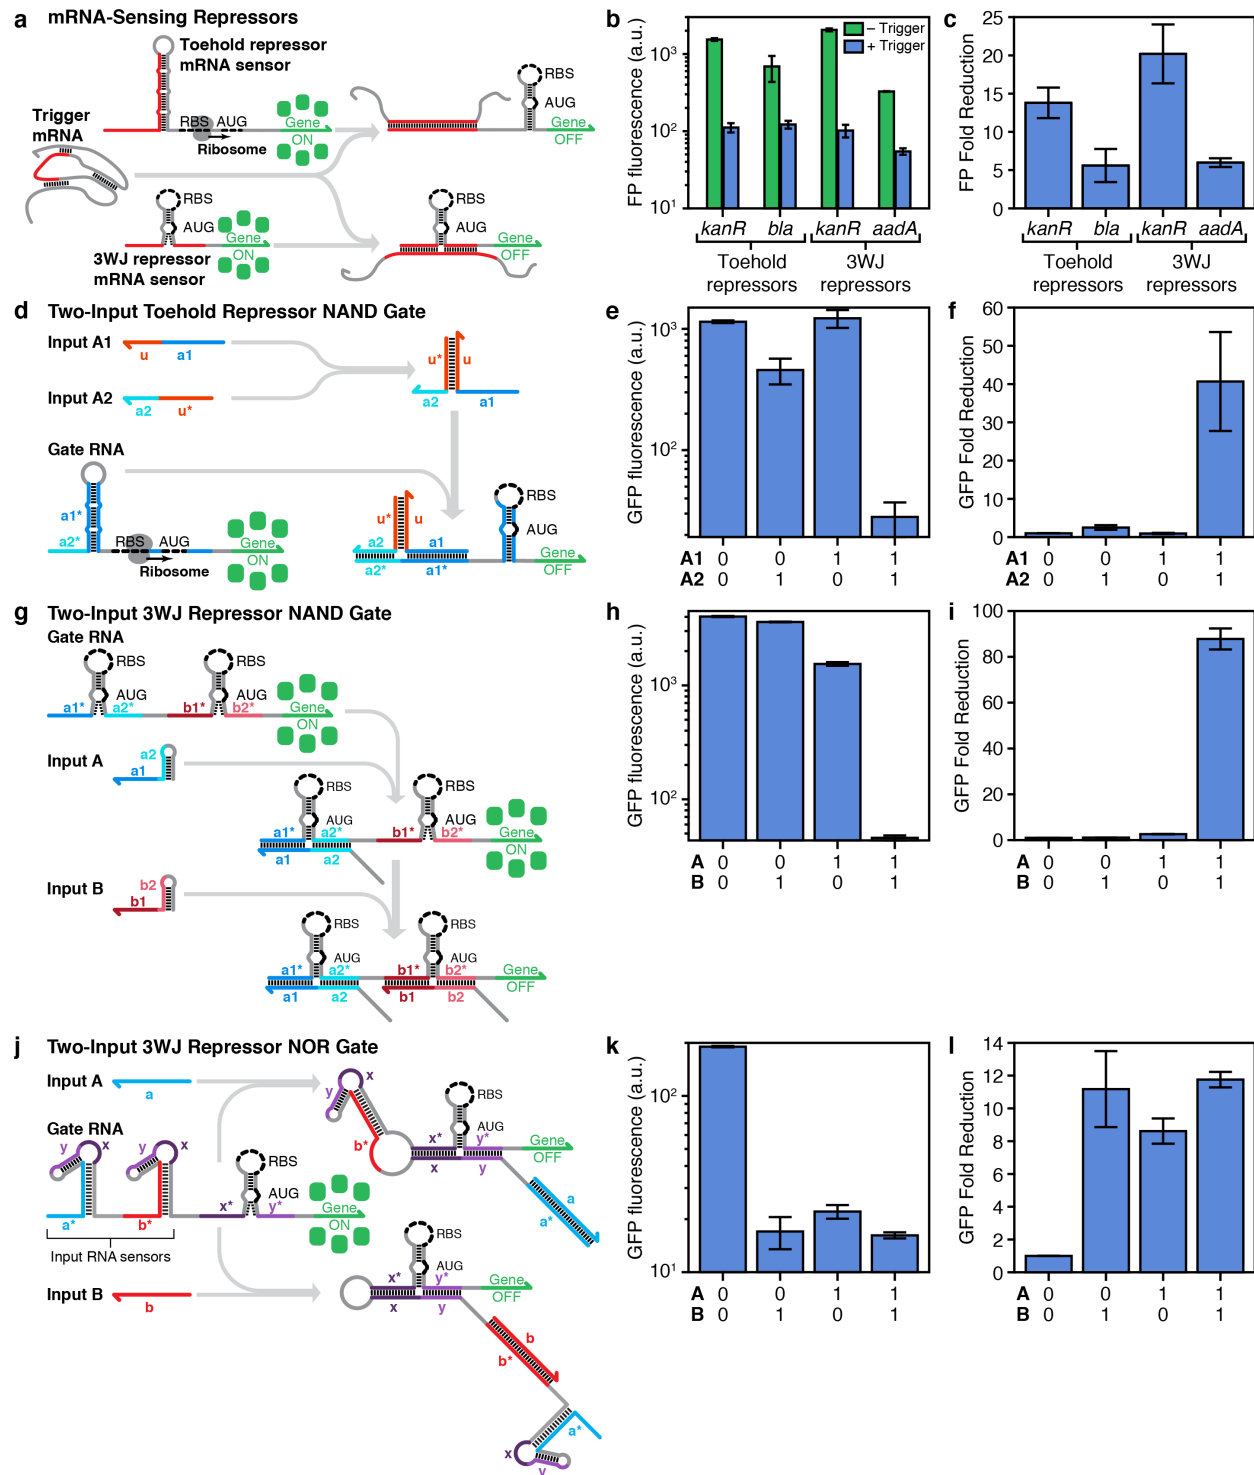 a mRNA-Sensing Repressors
Toehold repressor
mRNA sensor
Trigger
mRNA
RBS AUG
Ribosome
Gene
ON
RBS
AUG
Gene
OFF
RBS
AUG
Gene
ON
3WJ repressor
mRNA sensor
RBS
AUG
Gene
OFF
b
FP fluorescence (a.u.)
10³
10²
10¹
– Trigger
+ Trigger
kanR bla kanR aadA
Toehold
repressors
3WJ
repressors
c
FP Fold Reduction
25
20
15
10
5
0
kanR bla kanR aadA
Toehold
repressors
3WJ
repressors
d Two-Input Toehold Repressor NAND Gate
Input A1
u a1
Input A2
a2 u*
u* u
a2 a1
Gate RNA
a1*
a2*
RBS AUG
Ribosome
Gene
ON
u* u
a2 a1
a2* a1*
RBS
AUG
Gene
OFF
e
GFP fluorescence (a.u.)
10³
10²
A1 0 0 1 1
A2 0 1 0 1
f
GFP Fold Reduction
60
50
40
30
20
10
0
A1 0 0 1 1
A2 0 1 0 1
g Two-Input 3WJ Repressor NAND Gate
Gate RNA
RBS RBS
AUG AUG
a1* a2* b1* b2*
Gene
ON
Input A
a2
a1
RBS RBS
AUG AUG
a1* a2* b1* b2*
a1 a2
Gene
ON
Input B
b2
b1
RBS RBS
AUG AUG
a1* a2* b1* b2*
a1 a2 b1 b2
Gene
OFF
h
GFP fluorescence (a.u.)
10³
10²
A 0 0 1 1
B 0 1 0 1
i
GFP Fold Reduction
100
80
60
40
20
0
A 0 0 1 1
B 0 1 0 1
j Two-Input 3WJ Repressor NOR Gate
Input A
a
Gate RNA
y x y x
a* b*
Input RNA sensors
RBS
AUG
x* y*
Gene
ON
Input B
b
x
y
b*
RBS
AUG
x* y*
x y
Gene
OFF
a
a*
RBS
AUG
x* y*
x y
Gene
OFF
b
b*
a*
x
y
k
GFP fluorescence (a.u.)
10²
10¹
A 0 0 1 1
B 0 1 0 1
l
GFP Fold Reduction
14
12
10
8
6
4
2
0
A 0 0 1 1
B 0 1 0 1